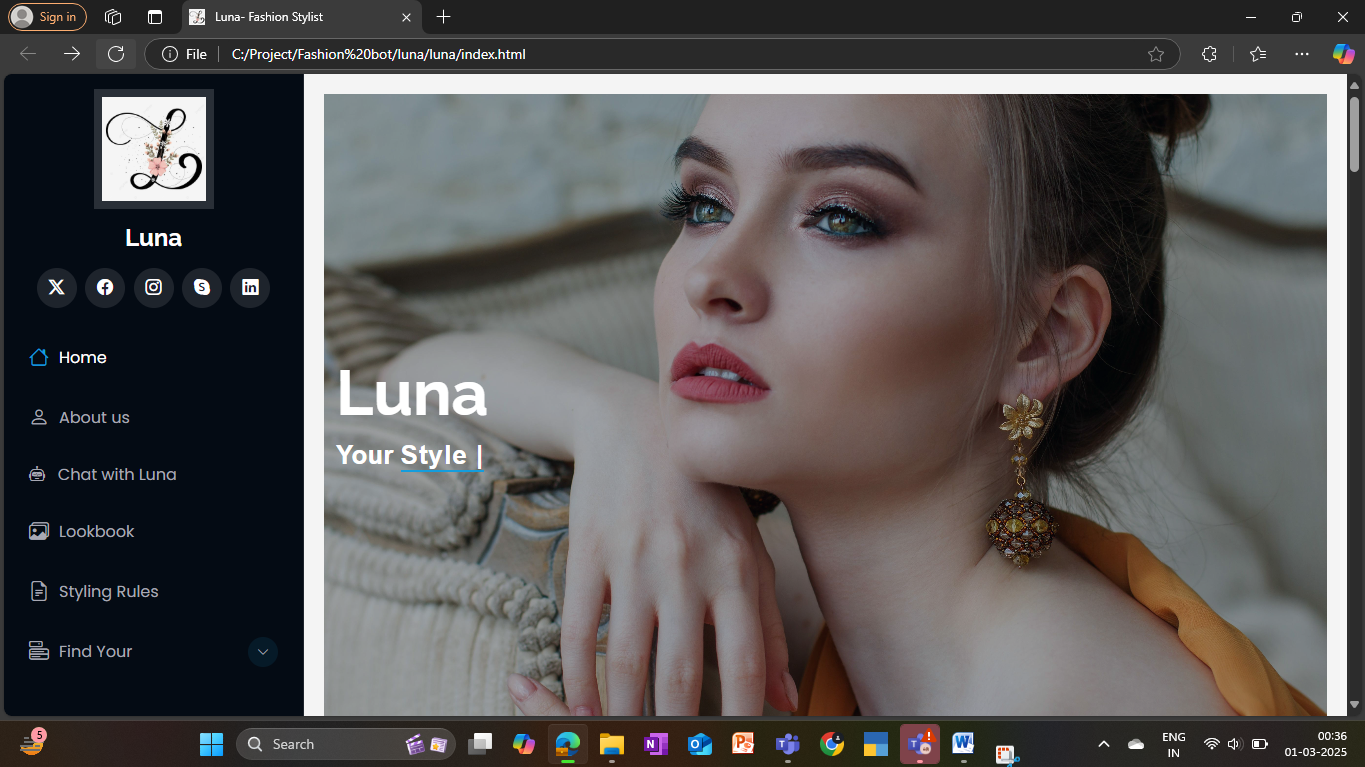 Sign in
Luna- Fashion Stylist
File
C:/Project/Fashion%20bot/luna/luna/index.html
Luna
Home
About us
Chat with Luna
Lookbook
Styling Rules
Find Your
Luna
Your Style |
5
Search
ENG
IN
00:36
01-03-2025